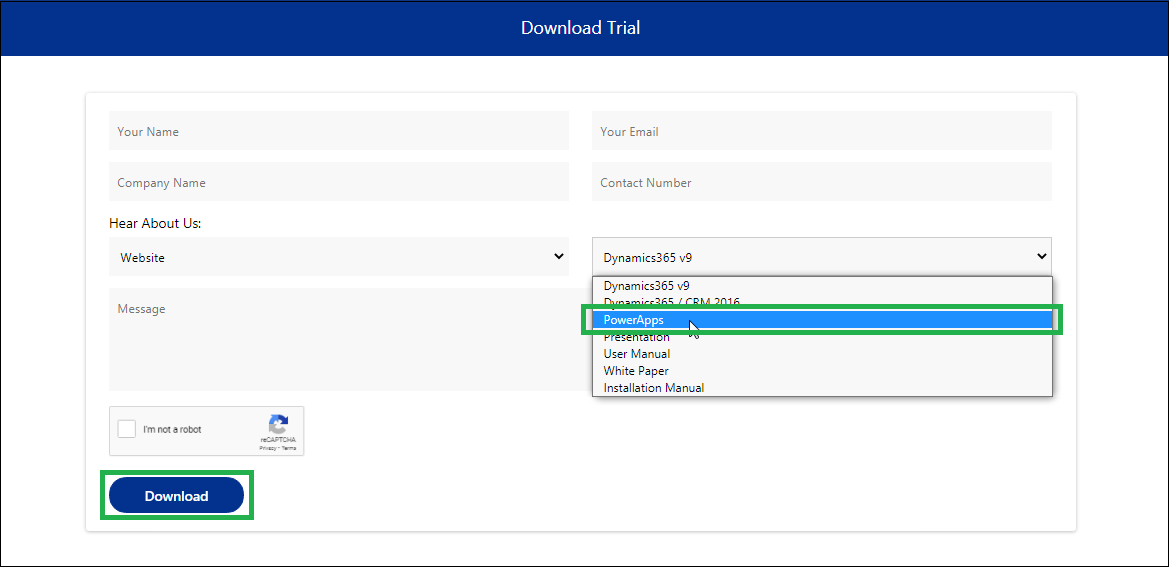 Download Trial
Your Name
Your Email
Company Name
Contact Number
Hear About Us:
Website
Dynamics365 v9
Dynamics365 v9
Dynamics365 / CRM 2016
PowerApps
Presentation
User Manual
White Paper
Installation Manual
Message
I'm not a robot
reCAPTCHA
Privacy - Terms
Download